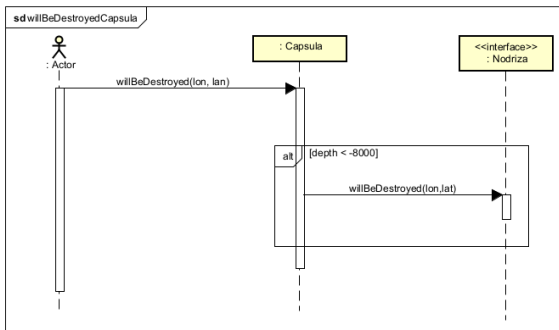 sd willBeDestroyedCapsula
: Actor
: Capsula
<<interface>>
: Nodriza
willBeDestroyed(lon, lan)
alt
[depth < -8000]
willBeDestroyed(lon,lat)